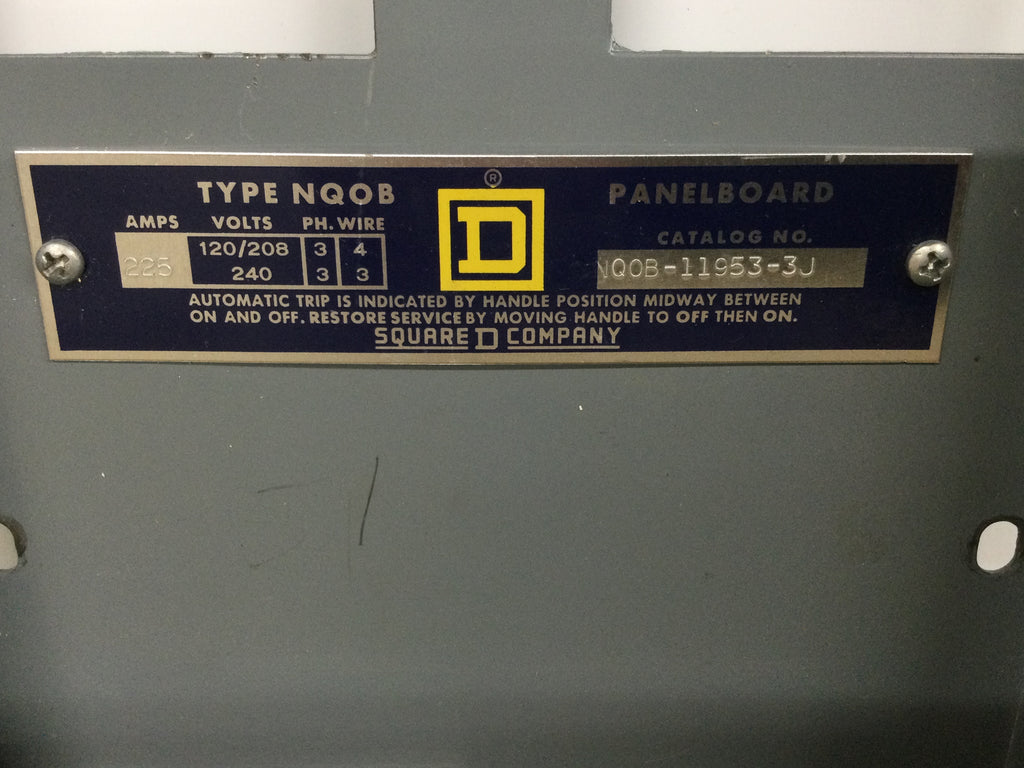 ®
TYPE NQOB
PANELBOARD
AMPS VOLTS PH. WIRE
225 120/208 3 4
240 3 3
D
CATALOG NO.
NQOB-11953-3J
AUTOMATIC TRIP IS INDICATED BY HANDLE POSITION MIDWAY BETWEEN
ON AND OFF. RESTORE SERVICE BY MOVING HANDLE TO OFF THEN ON.
SQUARE D COMPANY